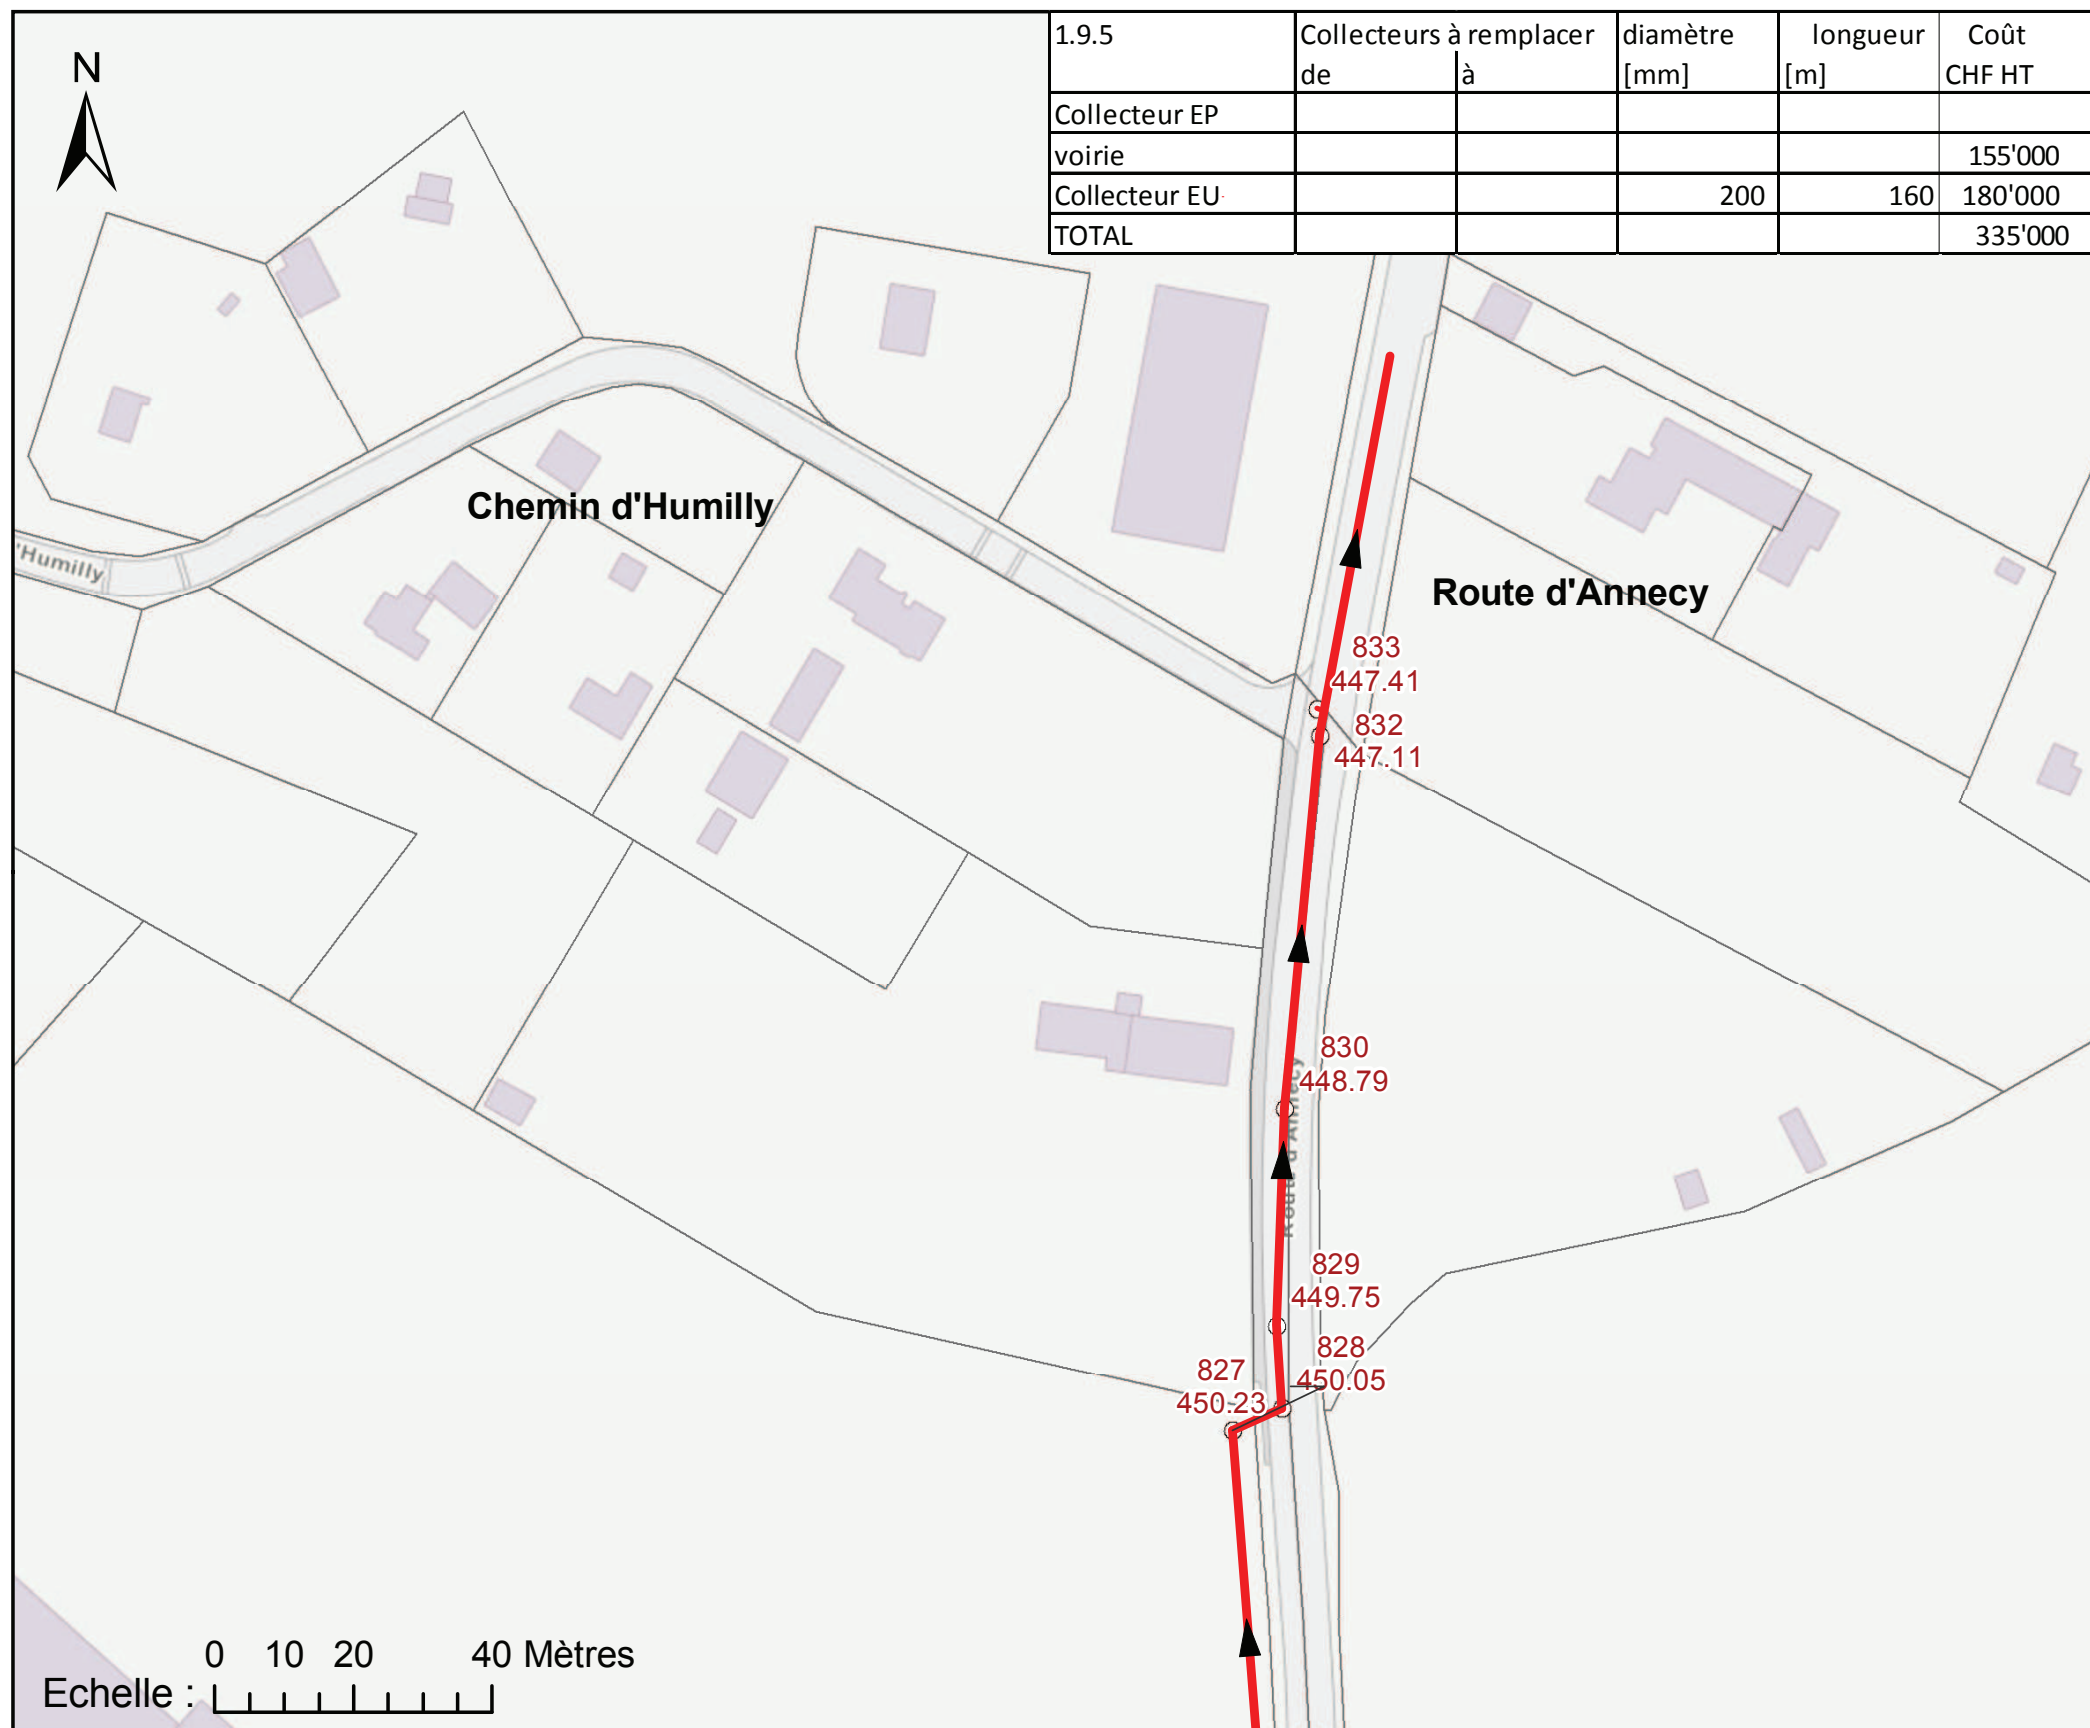 N
1.9.5 Collecteurs à remplacer diamètre longueur Coût
de à [mm] [m] CHF HT
Collecteur EP
voirie 155'000
Collecteur EU 200 160 180'000
TOTAL 335'000
Chemin d'Humilly
'Humilly
Route d'Annecy
833
447.41
832
447.11
830
448.79
Route d'Annecy
829
449.75
828
450.05
827
450.23
0 10 20 40 Mètres
Echelle :